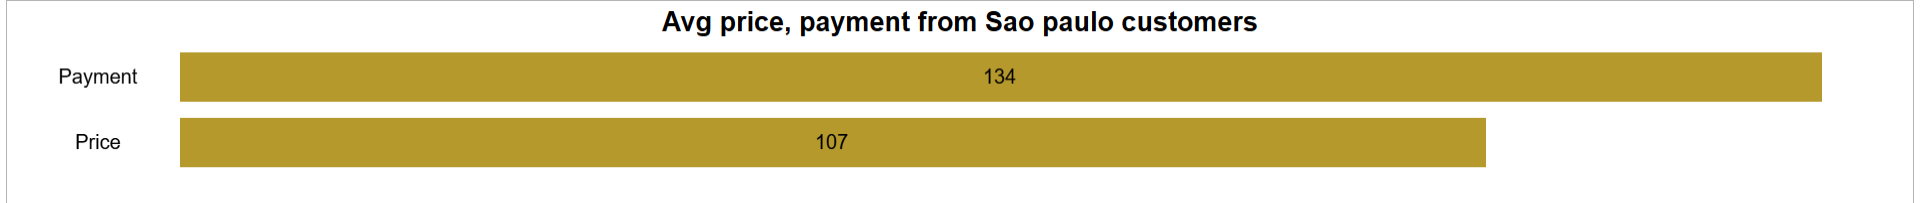 Avg price, payment from Sao paulo customers
Payment 134
Price 107